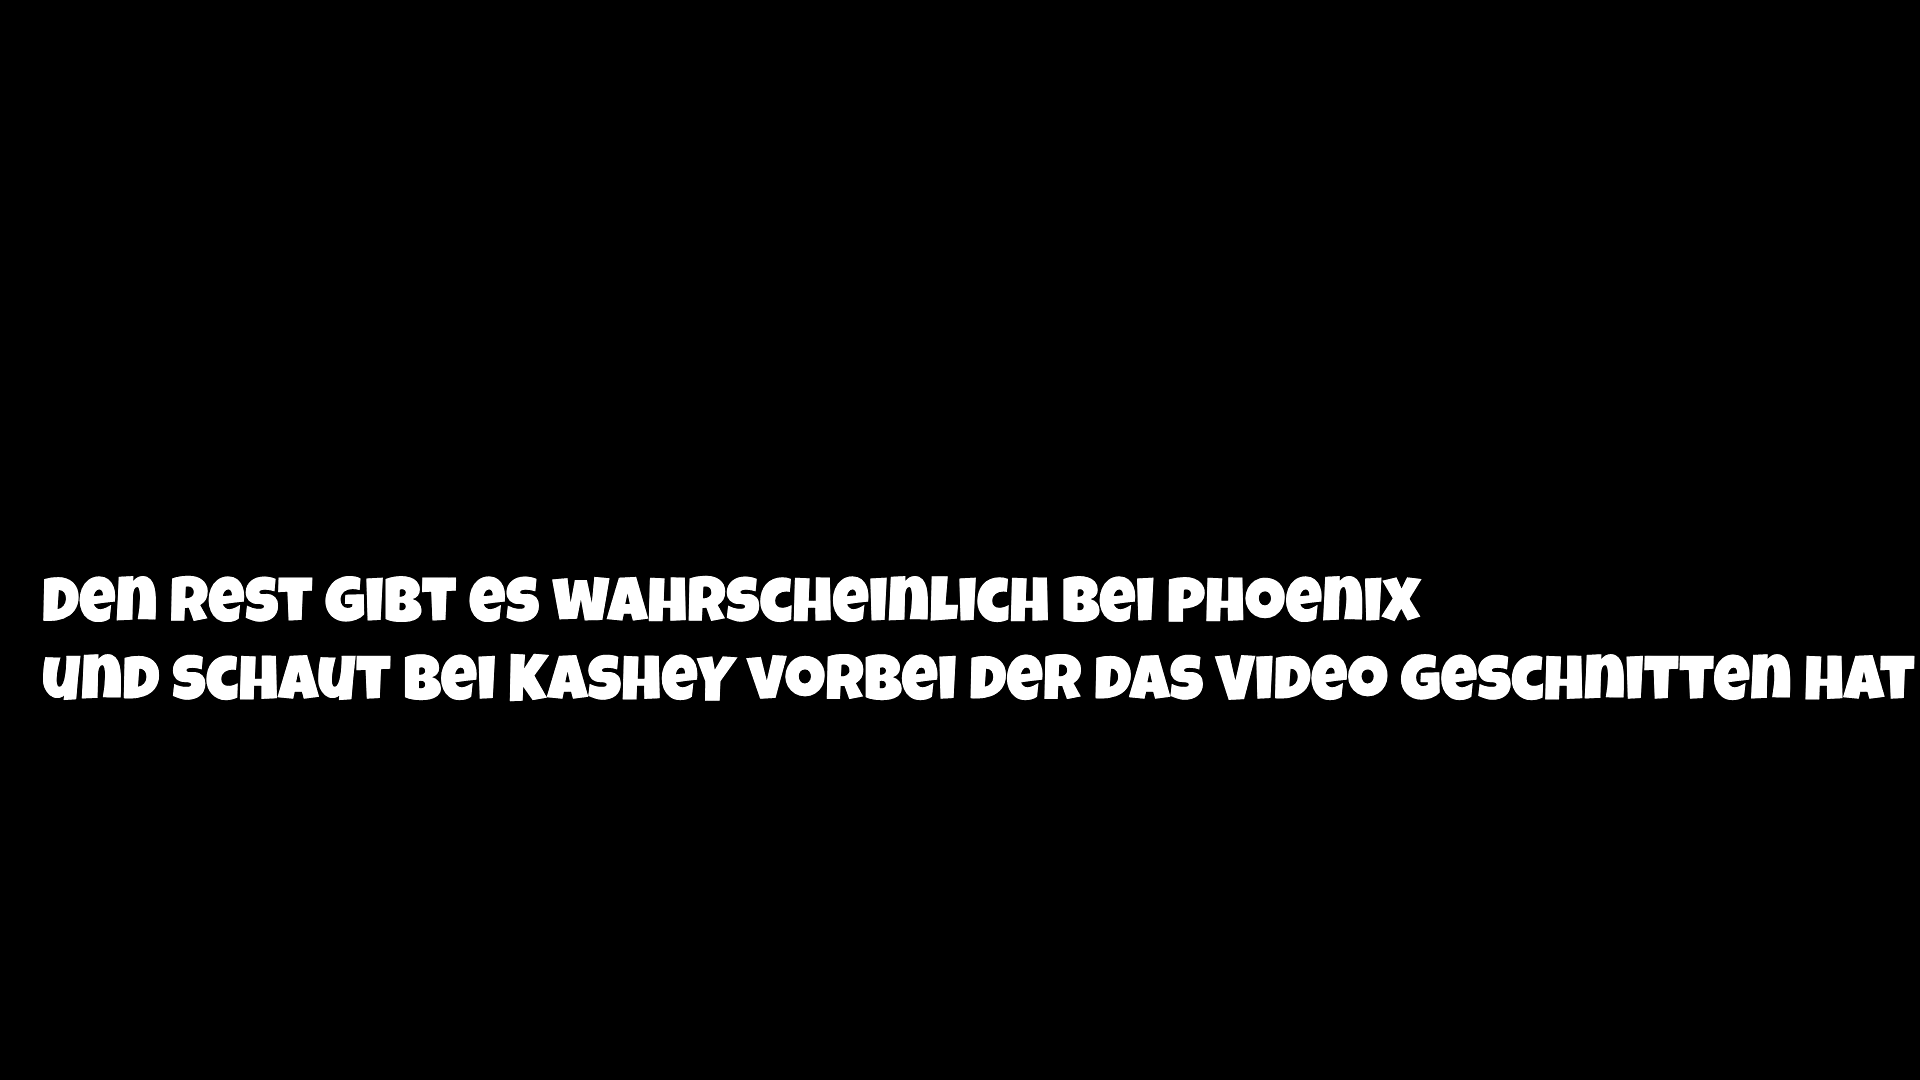 Den Rest gibt es wahrscheinlich bei Phoenix
und schaut bei Kashey vorbei der das Video geschnitten hat